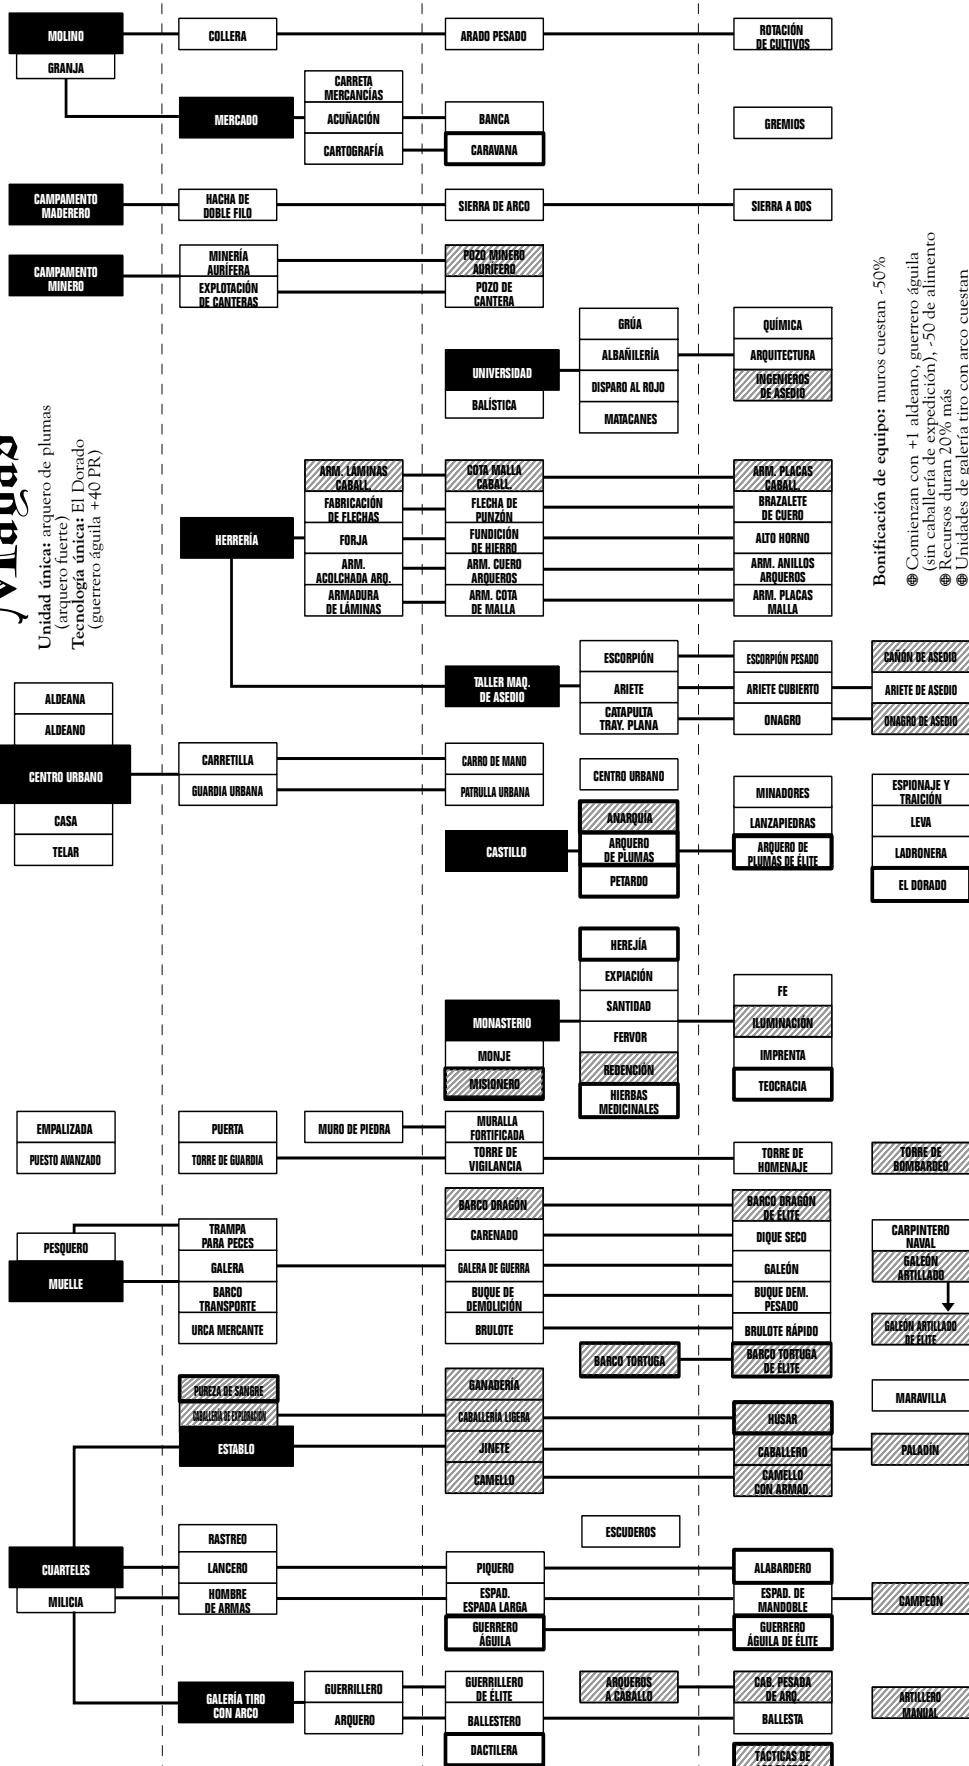 MOLINO
GRANJA
COLLERA
ARADO PESADO
ROTACIÓN
DE CULTIVOS
MERCADO
CARRETA
MERCANCÍAS
ACUÑACIÓN
CARTOGRAFÍA
BANCA
CARAVANA
GREMIOS
CAMPAMENTO
MADERERO
HACHA DE
DOBLE FILO
SIERRA DE ARCO
SIERRA A DOS
CAMPAMENTO
MINERO
MINERÍA
AURÍFERA
EXPLOTACIÓN
DE CANTERAS
POZO MINERO
AURÍFERO
POZO DE
CANTERA
UNIVERSIDAD
BALÍSTICA
GRÚA
ALBAÑILERÍA
DISPARO AL ROJO
MATACANES
QUÍMICA
ARQUITECTURA
INGENIEROS
DE ASEDIO
Mayas
Unidad única: arquero de plumas
(arquero fuerte)
Tecnología única: El Dorado
(guerrero águila +40 PR)
Bonificación de equipo: muros cuestan -50%
Comienzan con +1 aldeano, guerrero águila
(sin caballería de expedición), -50 de alimento
Recursos duran 20% más
Unidades de galería tiro con arco cuestan
HERRERÍA
ARM. LÁMINAS
CABALL.
FABRICACIÓN
DE FLECHAS
FORJA
ARM.
ACOLCHADA ARQ.
ARMADURA
DE LÁMINAS
COTA MALLA
CABALL.
FLECHA DE
PUNZÓN
FUNDICIÓN
DE HIERRO
ARM. CUERO
ARQUEROS
ARM. COTA
DE MALLA
ARM. PLACAS
CABALL.
BRAZALETE
DE CUERO
ALTO HORNO
ARM. ANILLOS
ARQUEROS
ARM. PLACAS
MALLA
TALLER MAQ.
DE ASEDIO
ESCORPIÓN
ARIETE
CATAPULTA
TRAY. PLANA
ESCORPIÓN PESADO
ARIETE CUBIERTO
ONAGRO
CAÑÓN DE ASEDIO
ARIETE DE ASEDIO
ONAGRO DE ASEDIO
ALDEANA
ALDEANO
CENTRO URBANO
CASA
TELAR
CARRETILLA
GUARDIA URBANA
CARRO DE MANO
PATRULLA URBANA
CENTRO URBANO
CASTILLO
ANARQUÍA
ARQUERO
DE PLUMAS
PETARDO
MINADORES
LANZAPIEDRAS
ARQUERO DE
PLUMAS DE ÉLITE
ESPIONAJE Y
TRAICIÓN
LEVA
LADRONERA
EL DORADO
MONASTERIO
MONJE
MISIONERO
HEREJÍA
EXPIACIÓN
SANTIDAD
FERVOR
REDENCIÓN
HIERBAS
MEDICINALES
FE
ILUMINACIÓN
IMPRENTA
TEOCRACIA
EMPALIZADA
PUESTO AVANZADO
PUERTA
TORRE DE GUARDIA
MURO DE PIEDRA
MURALLA
FORTIFICADA
TORRE DE
VIGILANCIA
TORRE DE
HOMENAJE
TORRE DE
BOMBARDEO
PESQUERO
MUELLE
TRAMPA
PARA PECES
GALERA
BARCO
TRANSPORTE
URCA MERCANTE
BARCO DRAGÓN
CARENADO
GALERA DE GUERRA
BUQUE DE
DEMOLICIÓN
BRULOTE
BARCO TORTUGA
BARCO DRAGÓN
DE ÉLITE
DIQUE SECO
GALEÓN
BUQUE DEM.
PESADO
BRULOTE RÁPIDO
BARCO TORTUGA
DE ÉLITE
CARPINTERO
NAVAL
GALEÓN
ARTILLADO
GALEÓN ARTILLADO
DE ÉLITE
MARAVILLA
PUREZA DE SANGRE
CABALLERÍA DE EXPLORACIÓN
ESTABLO
GANADERÍA
CABALLERÍA LIGERA
JINETE
CAMELLO
HÚSAR
CABALLERO
CAMELLO
CON ARMAD.
PALADÍN
CUARTELES
MILICIA
RASTREO
LANCERO
HOMBRE
DE ARMAS
ESCUDEROS
PIQUERO
ESPAD.
ESPADA LARGA
GUERRERO
ÁGUILA
ALABARDERO
ESPAD. DE
MANDOBLE
GUERRERO
ÁGUILA DE ÉLITE
CAMPEÓN
GALERÍA TIRO
CON ARCO
GUERRILLERO
ARQUERO
GUERRILLERO
DE ÉLITE
BALLESTERO
DACTILERA
ARQUEROS
A CABALLO
CAB. PESADA
DE ARQ.
BALLESTA
TÁCTICAS DE
ARTILLERO
MANUAL